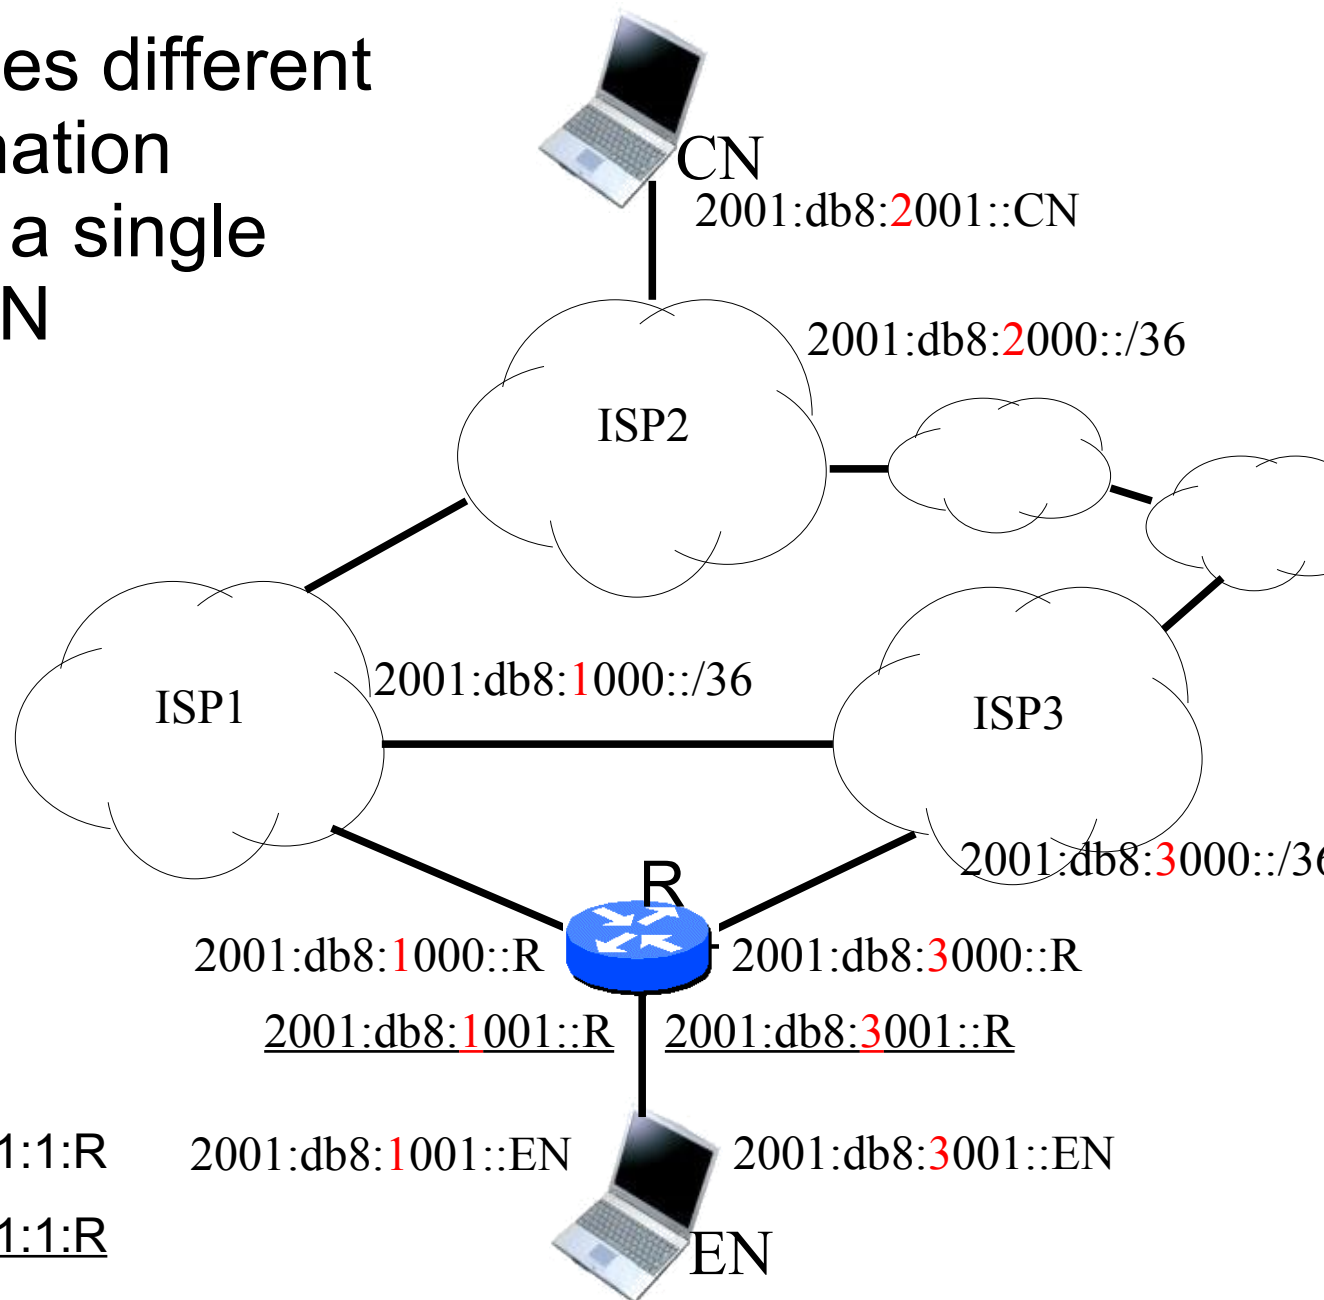 es different
nation
a single
N
CN
2001:db8:2001::CN
2001:db8:2000::/36
ISP2
2001:db8:1000::/36
ISP1
ISP3
2001:db8:3000::/36
R
2001:db8:1000::R
2001:db8:3000::R
2001:db8:1001::R
2001:db8:3001::R
1:1:R
2001:db8:1001::EN
2001:db8:3001::EN
1:1:R
EN